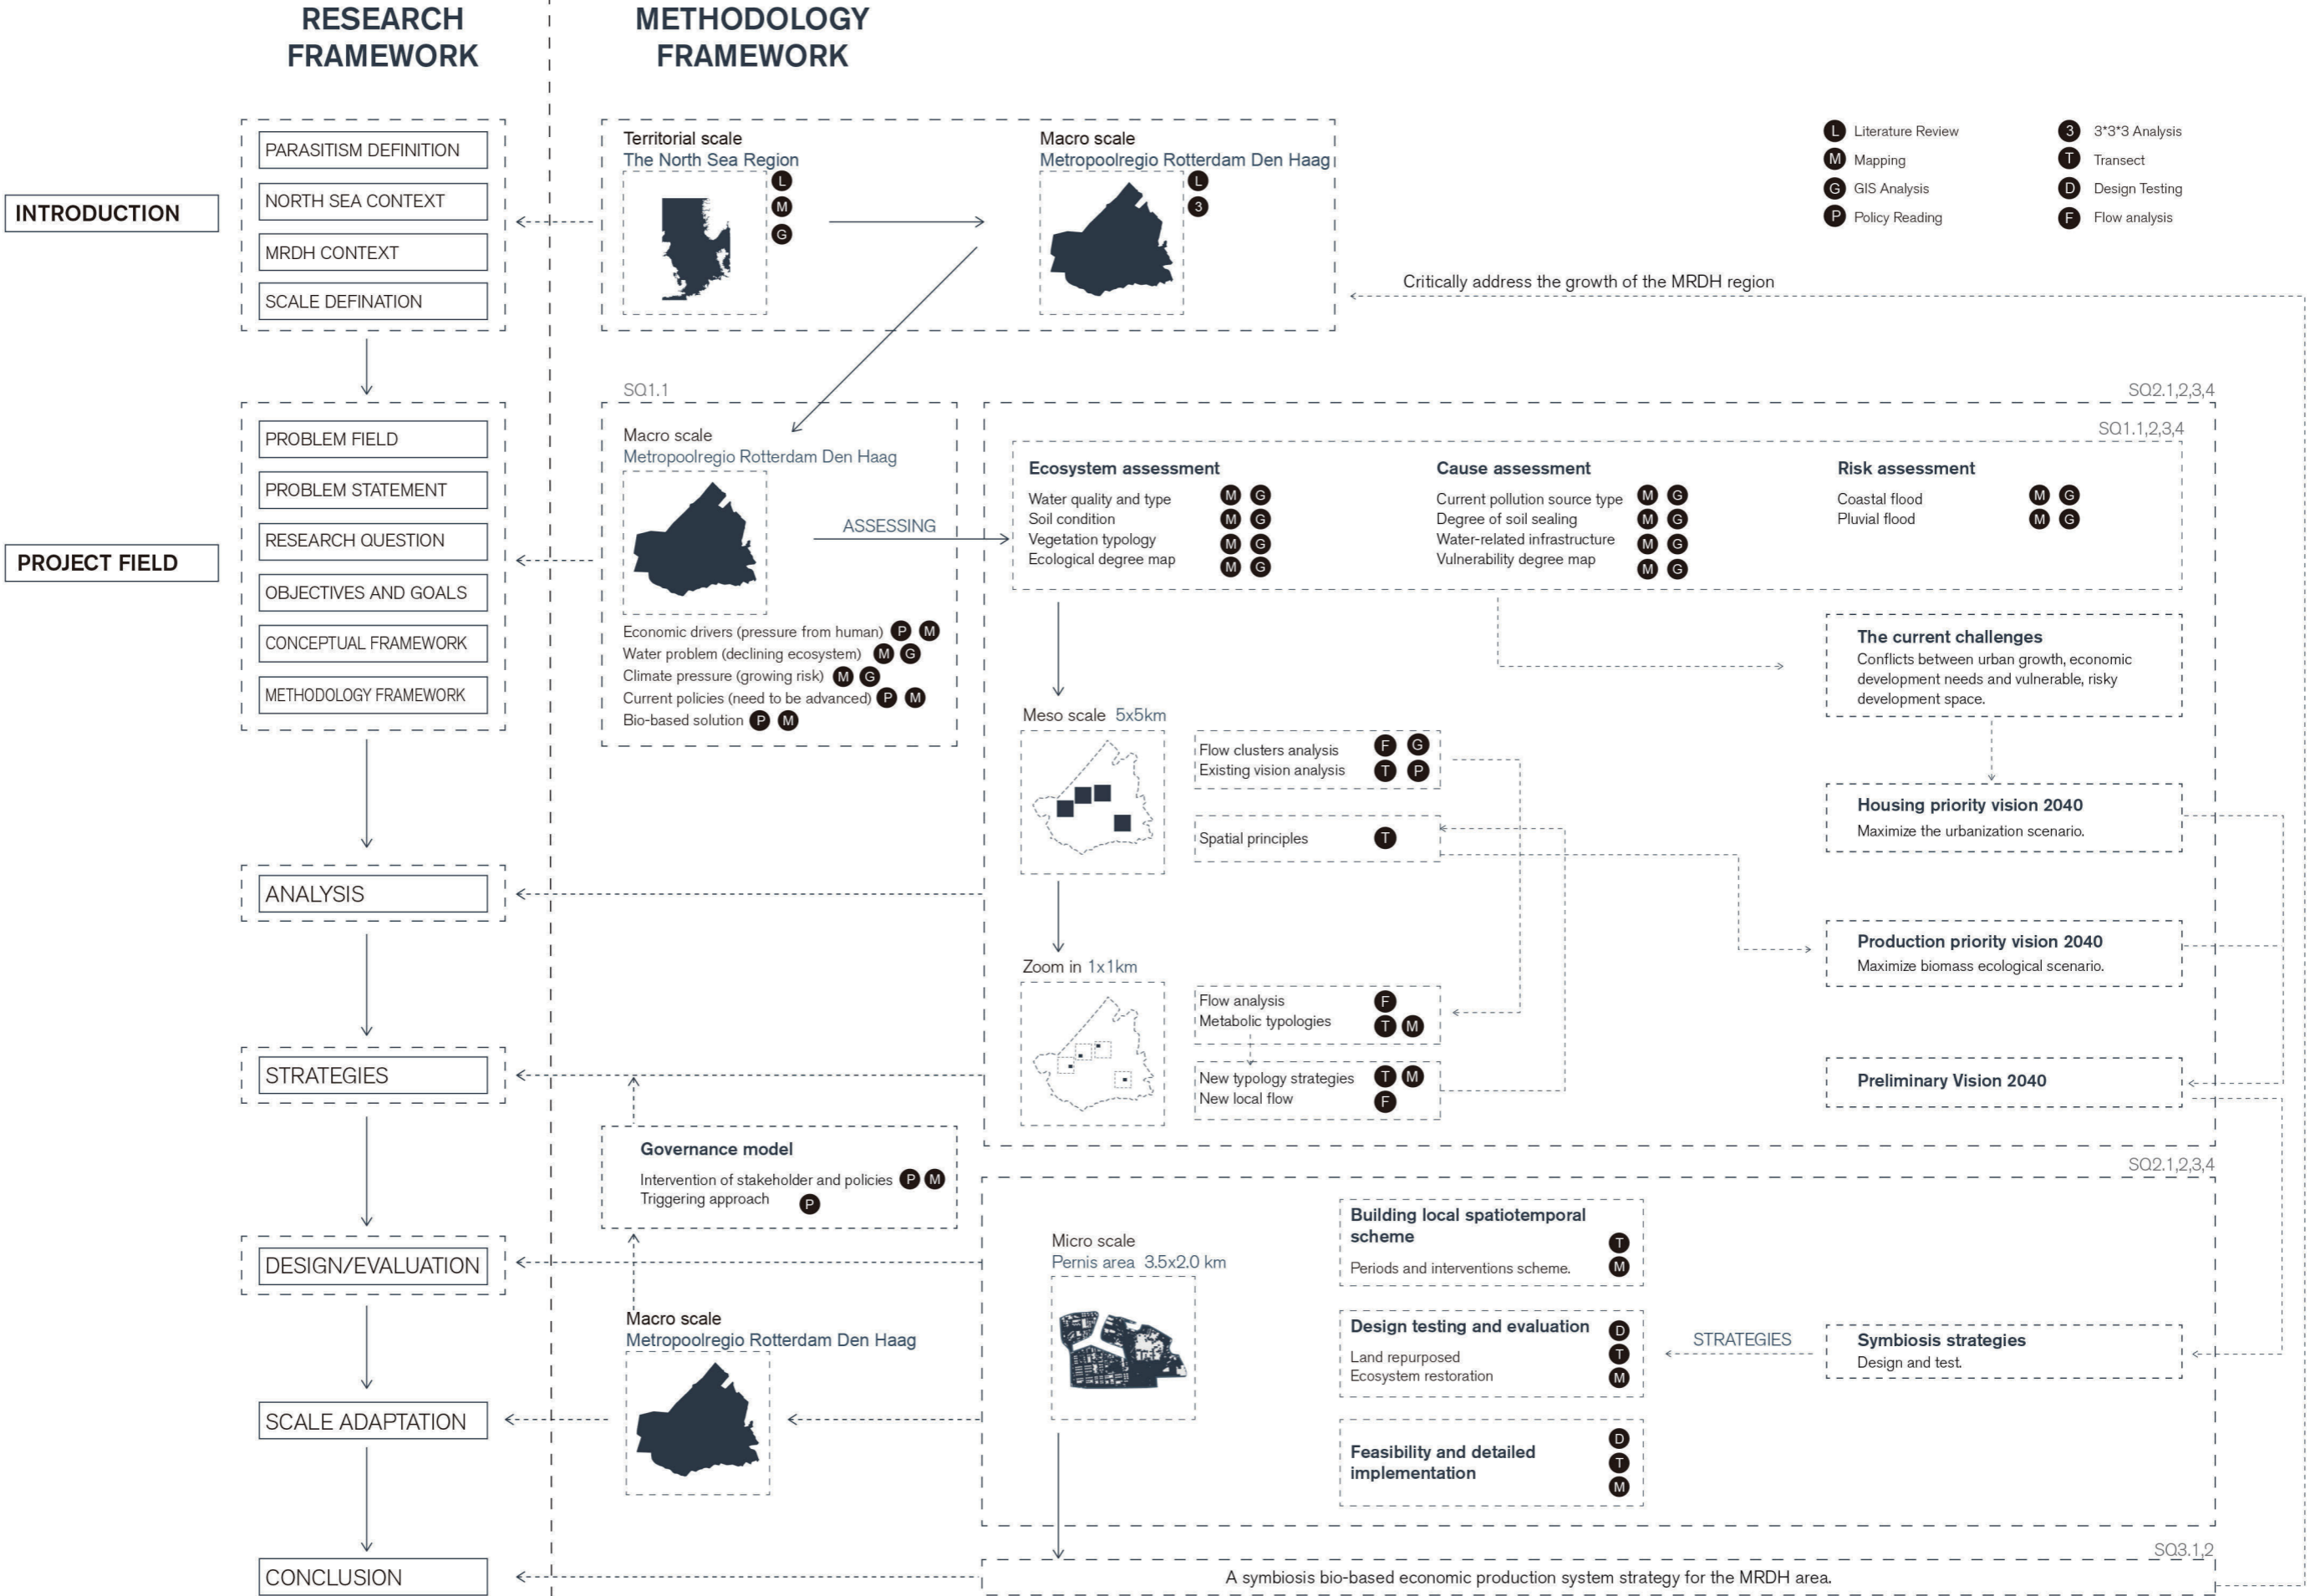 RESEARCH
FRAMEWORK
METHODOLOGY
FRAMEWORK
INTRODUCTION
PARASITISM DEFINITION
NORTH SEA CONTEXT
MRDH CONTEXT
SCALE DEFINATION
Territorial scale
The North Sea Region
L
M
G
Macro scale
Metropoolregio Rotterdam Den Haag
L
3
L Literature Review
M Mapping
G GIS Analysis
P Policy Reading
3 3*3*3 Analysis
T Transect
D Design Testing
F Flow analysis
Critically address the growth of the MRDH region
PROJECT FIELD
PROBLEM FIELD
PROBLEM STATEMENT
RESEARCH QUESTION
OBJECTIVES AND GOALS
CONCEPTUAL FRAMEWORK
METHODOLOGY FRAMEWORK
SQ1.1
Macro scale
Metropoolregio Rotterdam Den Haag
Economic drivers (pressure from human) P M
Water problem (declining ecosystem) M G
Climate pressure (growing risk) M G
Current policies (need to be advanced) P M
Bio-based solution P M
ASSESSING
SQ2.1,2,3,4
SQ1.1,2,3,4
Ecosystem assessment
Water quality and type M G
Soil condition M G
Vegetation typology M G
Ecological degree map M G
Cause assessment
Current pollution source type M G
Degree of soil sealing M G
Water-related infrastructure M G
Vulnerability degree map M G
Risk assessment
Coastal flood M G
Pluvial flood M G
The current challenges
Conflicts between urban growth, economic
development needs and vulnerable, risky
development space.
Meso scale 5x5km
Flow clusters analysis F G
Existing vision analysis T P
Spatial principles T
Housing priority vision 2040
Maximize the urbanization scenario.
ANALYSIS
Production priority vision 2040
Maximize biomass ecological scenario.
Zoom in 1x1km
Flow analysis F
Metabolic typologies T M
New typology strategies T M
New local flow F
Preliminary Vision 2040
STRATEGIES
Governance model
Intervention of stakeholder and policies P M
Triggering approach P
SQ2.1,2,3,4
DESIGN/EVALUATION
Micro scale
Pernis area 3.5x2.0 km
Building local spatiotemporal
scheme T
Periods and interventions scheme. M
Design testing and evaluation D
Land repurposed T
Ecosystem restoration M
Feasibility and detailed
implementation
D
T
M
STRATEGIES
Symbiosis strategies
Design and test.
Macro scale
Metropoolregio Rotterdam Den Haag
SCALE ADAPTATION
CONCLUSION
SQ3.1,2
A symbiosis bio-based economic production system strategy for the MRDH area.